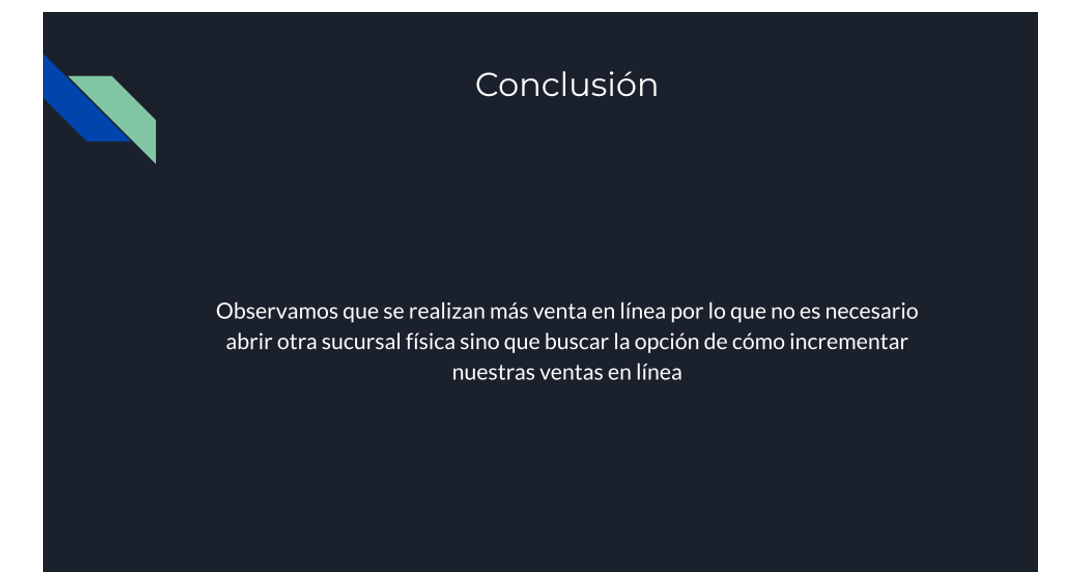 Conclusión
Observamos que se realizan más venta en línea por lo que no es necesario
abrir otra sucursal física sino que buscar la opción de cómo incrementar
nuestras ventas en línea